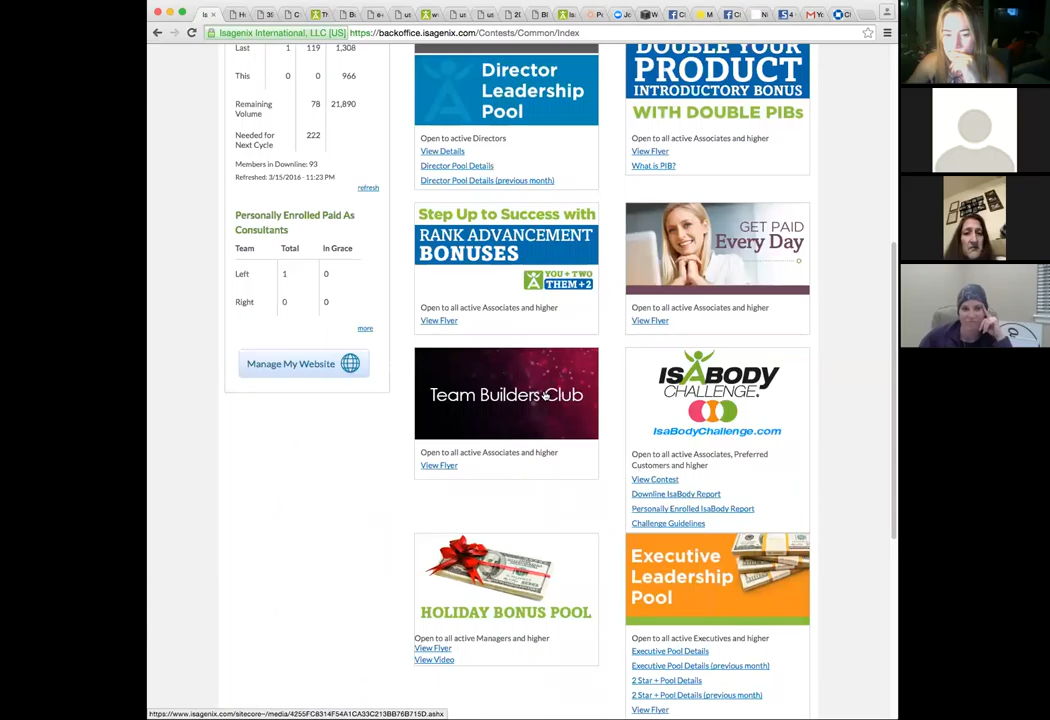 Isagenix International, LLC [US] https://backoffice.isagenix.com/Contests/Common/Index
Last 1 119 1,308
This 0 0 966
Remaining Volume 78 21,890
Needed for Next Cycle 222
Members in Downline: 93
Refreshed: 3/15/2016 - 11:23 PM
refresh
Personally Enrolled Paid As
Consultants
Team Total In Grace
Left 1 0
Right 0 0
more
Manage My Website
Director
Leadership
Pool
Open to active Directors
View Details
Director Pool Details
Director Pool Details (previous month)
DOUBLE YOUR
PRODUCT
INTRODUCTORY BONUS
WITH DOUBLE PIBs
Open to all active Associates and higher
View Flyer
What is PIB?
Step Up to Success with
RANK ADVANCEMENT
BONUSES
YOU + TWO
THEM + 2
Open to all active Associates and higher
View Flyer
GET PAID
Every Day
Open to all active Associates and higher
View Flyer
Team Builders Club
Open to all active Associates and higher
View Flyer
ISABODY
CHALLENGE.
IsaBodyChallenge.com
Open to all active Associates, Preferred
Customers and higher
View Contest
Downline IsaBody Report
Personally Enrolled IsaBody Report
Challenge Guidelines
HOLIDAY BONUS POOL
Open to all active Managers and higher
View Flyer
View Video
Executive
Leadership
Pool
Open to all active Executives and higher
Executive Pool Details
Executive Pool Details (previous month)
2 Star + Pool Details
2 Star + Pool Details (previous month)
View Flyer
https://www.isagenix.com/sitecore~/media/4255FC8314F54A1CA33C213BB76B715D.ashx